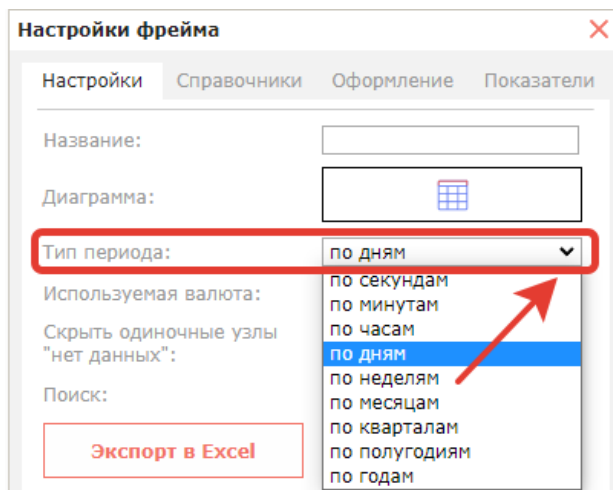 Настройки фрейма
Настройки Справочники Оформление Показатели
Название:
Диаграмма:
Тип периода: по дням
Используемая валюта:
Скрыть одиночные узлы
"нет данных":
Поиск:
Экспорт в Excel
по секундам
по минутам
по часам
по дням
по неделям
по месяцам
по кварталам
по полугодиям
по годам